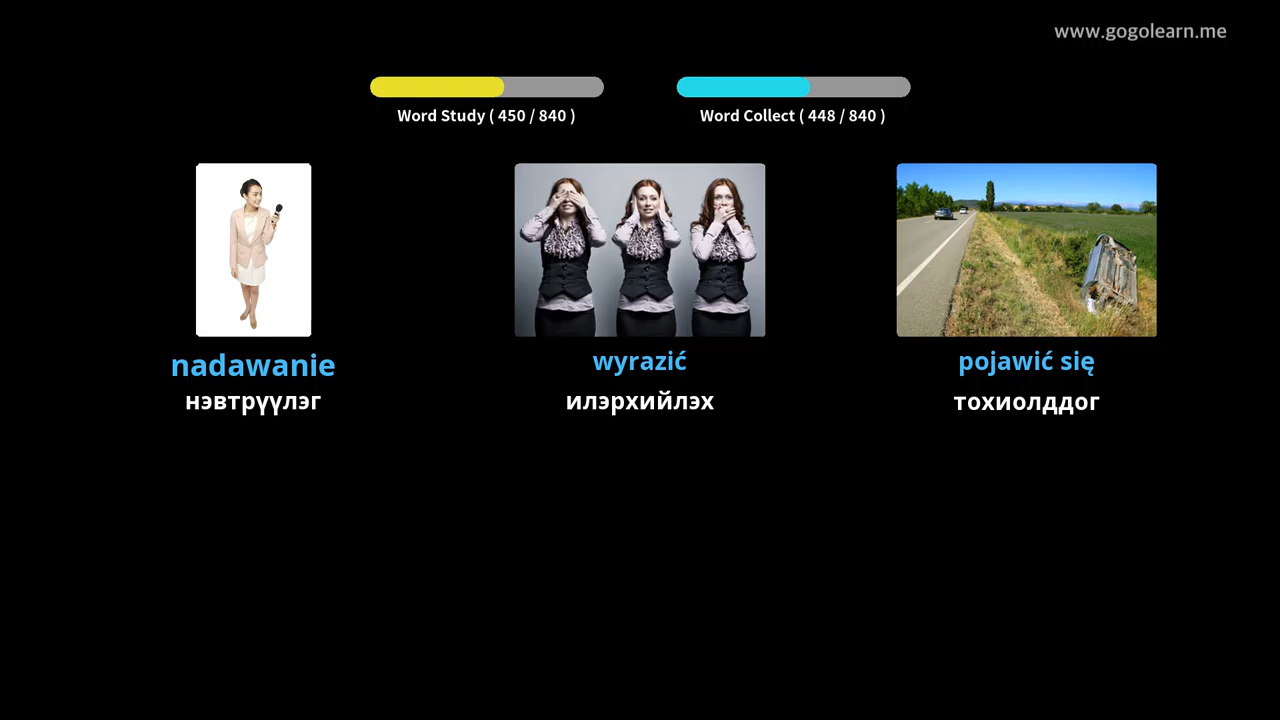 www.gogolearn.me
Word Study ( 450 / 840 )
Word Collect ( 448 / 840 )
nadawanie
нэвтрүүлэг
wyrazić
илэрхийлэх
pojawić się
тохиолддог